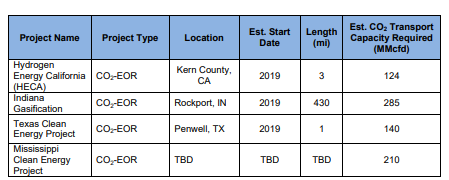 Project Name Project Type Location Est. Start Date Length (mi) Est. CO₂ Transport Capacity Required (MMcfd)
Hydrogen Energy California (HECA) CO₂-EOR Kern County, CA 2019 3 124
Indiana Gasification CO₂-EOR Rockport, IN 2019 430 285
Texas Clean Energy Project CO₂-EOR Penwell, TX 2019 1 140
Mississippi Clean Energy Project CO₂-EOR TBD TBD TBD 210